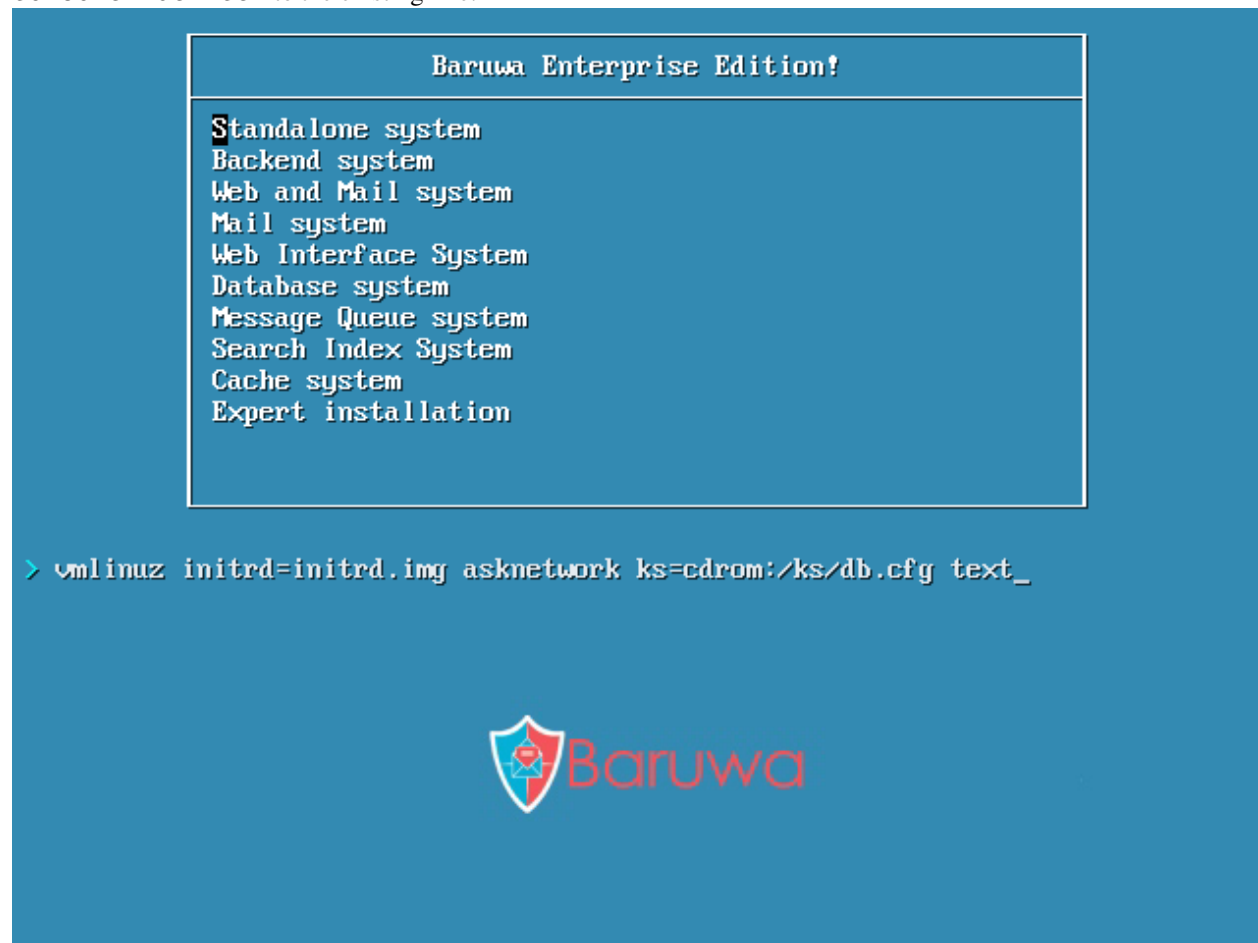 Baruwa Enterprise Edition!
Standalone system
Backend system
Web and Mail system
Mail system
Web Interface System
Database system
Message Queue system
Search Index System
Cache system
Expert installation
> vmlinuz initrd=initrd.img asknetwork ks=cdrom:/ks/db.cfg text_
Baruwa